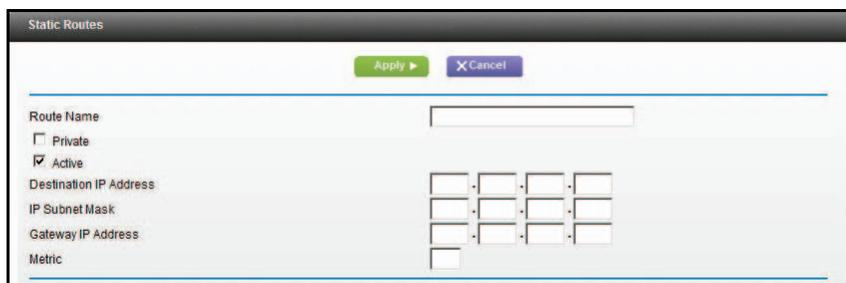 Static Routes
Apply ▶ X Cancel
Route Name
Private
Active
Destination IP Address
. . .
IP Subnet Mask
. . .
Gateway IP Address
. . .
Metric